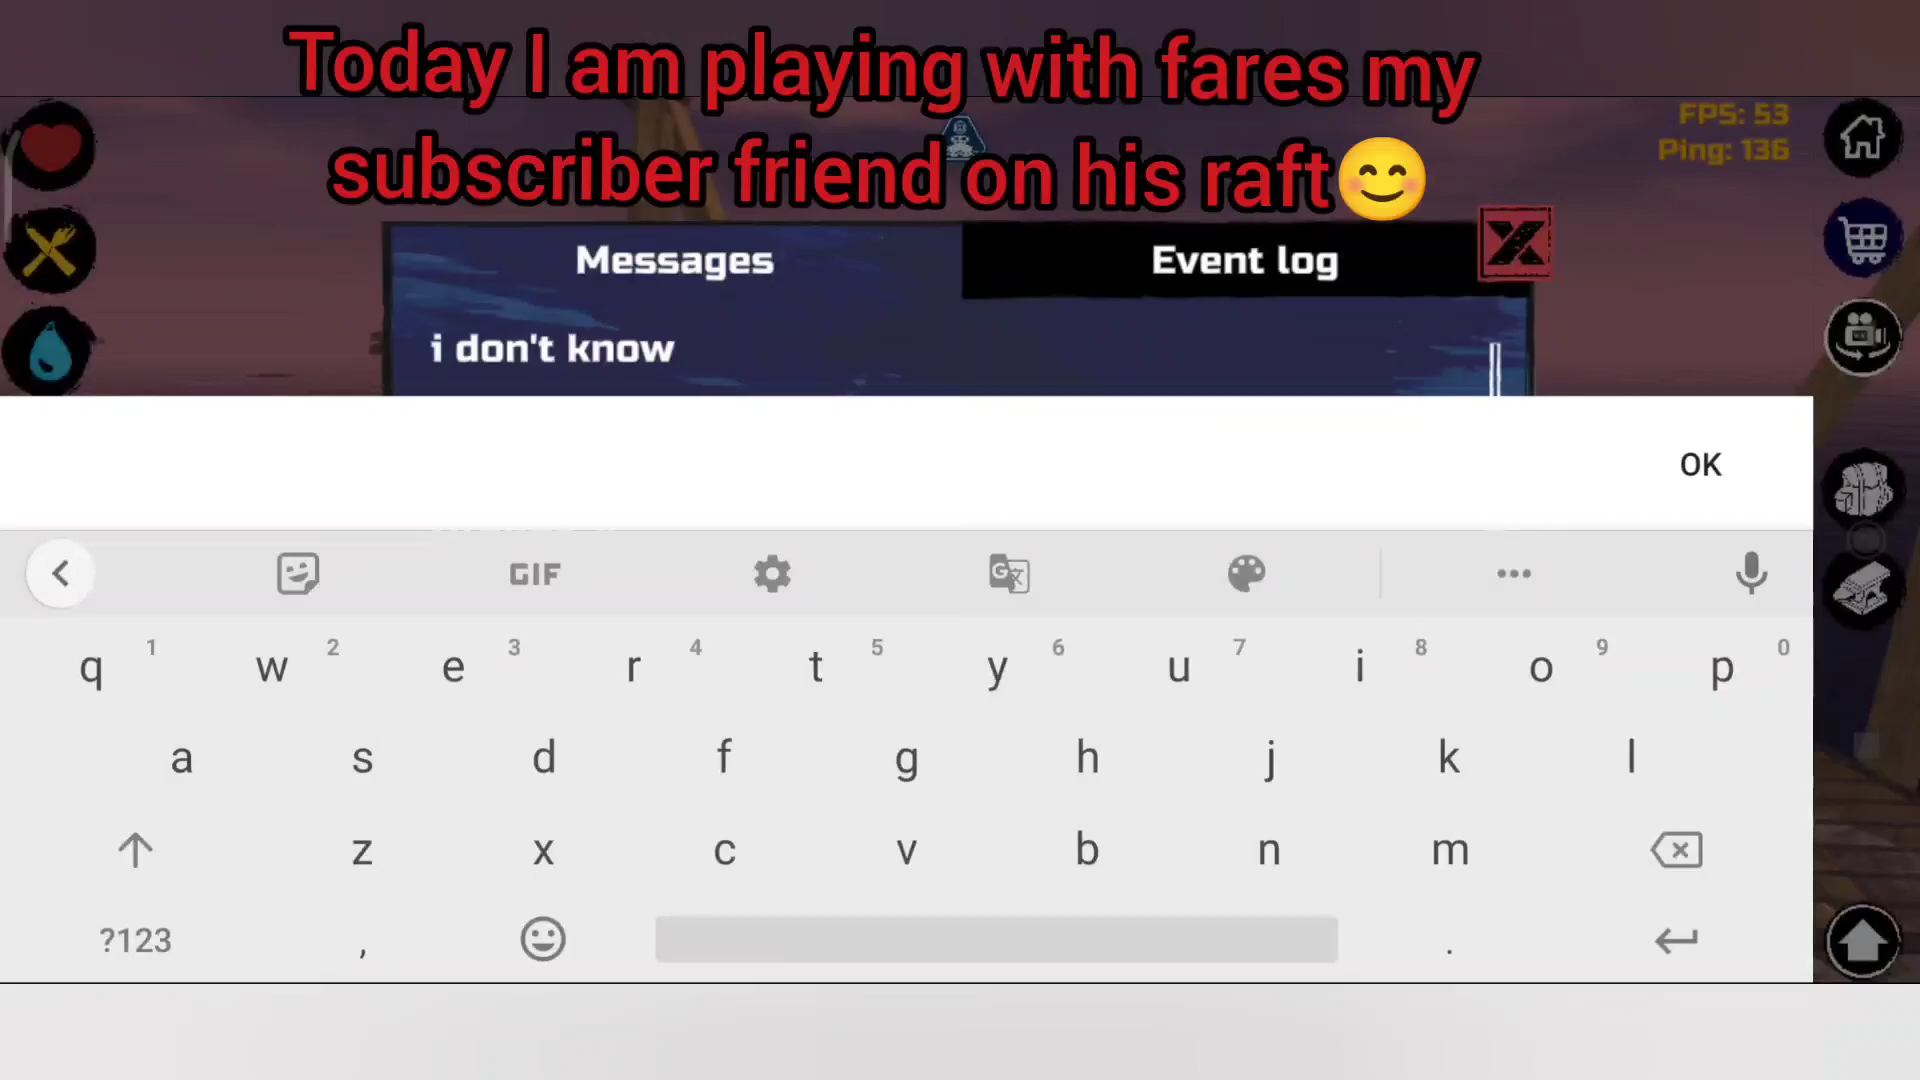 Today I am playing with fares my
subscriber friend on his raft😊
FPS: 53
Ping: 136
Messages
Event log
i don't know
OK
GIF
1 2 3 4 5 6 7 8 9 0
q w e r t y u i o p
a s d f g h j k l
z x c v b n m
?123 , .